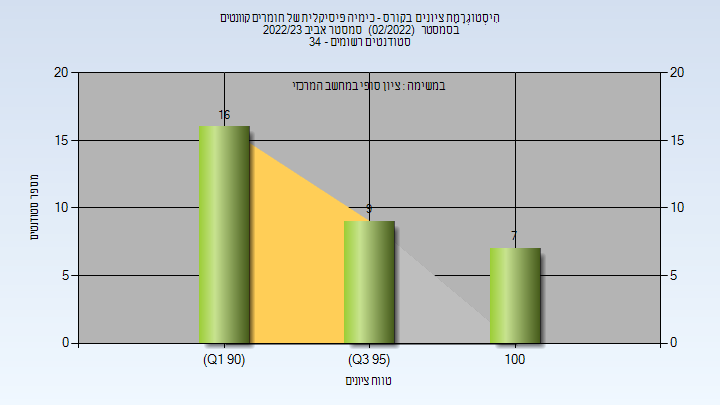 היסטוגרמת ציונים בקורס - כימיה פיסיקלית של חומרים קוונטים
בסמסטר (02/2022) סמסטר אביב 2022/23
סטודנטים רשומים - 34
במשימה : ציון סופי במחשב המרכזי
מספר סטודנטים
20 20
15 15
10 10
5 5
0 0
16
9
7
(Q1 90) (Q3 95) 100
טווח ציונים